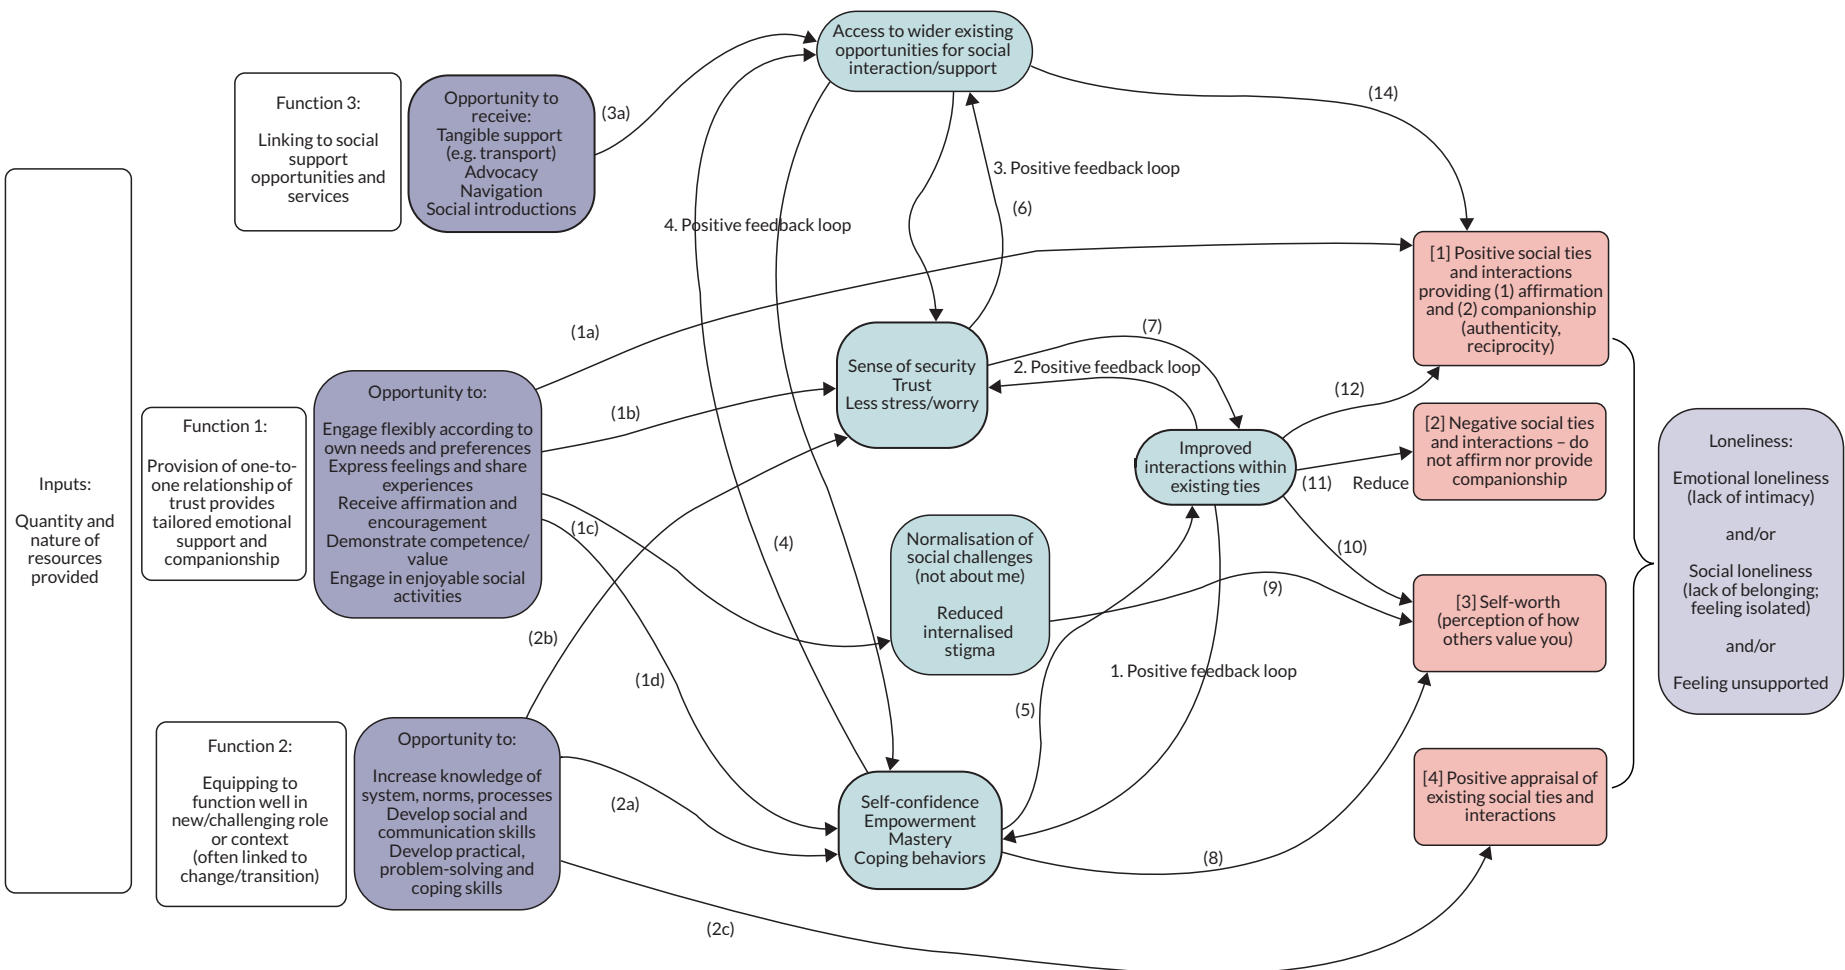 Inputs:
Quantity and
nature of
resources
provided
Function 3:
Linking to social
support
opportunities and
services
Opportunity to
receive:
Tangible support
(e.g. transport)
Advocacy
Navigation
Social introductions
(3a)
Function 1:
Provision of one-to-
one relationship of
trust provides
tailored emotional
support and
companionship
Opportunity to:
Engage flexibly according to
own needs and preferences
Express feelings and share
experiences
Receive affirmation and
encouragement
Demonstrate competence/
value
Engage in enjoyable social
activities
(1a)
(1b)
(1c)
(1d)
Function 2:
Equipping to
function well in
new/challenging role
or context
(often linked to
change/transition)
Opportunity to:
Increase knowledge of
system, norms, processes
Develop social and
communication skills
Develop practical,
problem-solving and
coping skills
(2b)
(2a)
(2c)
Access to wider existing
opportunities for social
interaction/support
4. Positive feedback loop
3. Positive feedback loop
(6)
(14)
Sense of security
Trust
Less stress/worry
(7)
2. Positive feedback loop
(4)
Normalisation of
social challenges
(not about me)
Reduced
internalised
stigma
(9)
Improved
interactions within
existing ties
(12)
(11)
Reduce
(10)
1. Positive feedback loop
(5)
Self-confidence
Empowerment
Mastery
Coping behaviors
(8)
[1] Positive social ties
and interactions
providing (1) affirmation
and (2) companionship
(authenticity,
reciprocity)
[2] Negative social ties
and interactions – do
not affirm nor provide
companionship
[3] Self-worth
(perception of how
others value you)
[4] Positive appraisal of
existing social ties and
interactions
Loneliness:
Emotional loneliness
(lack of intimacy)
and/or
Social loneliness
(lack of belonging;
feeling isolated)
and/or
Feeling unsupported